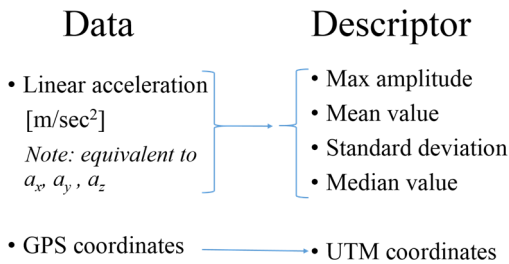 Data
Descriptor
• Linear acceleration
[m/sec²]
Note: equivalent to
aₓ, aᵧ , a_z
• Max amplitude
• Mean value
• Standard deviation
• Median value
• GPS coordinates
• UTM coordinates